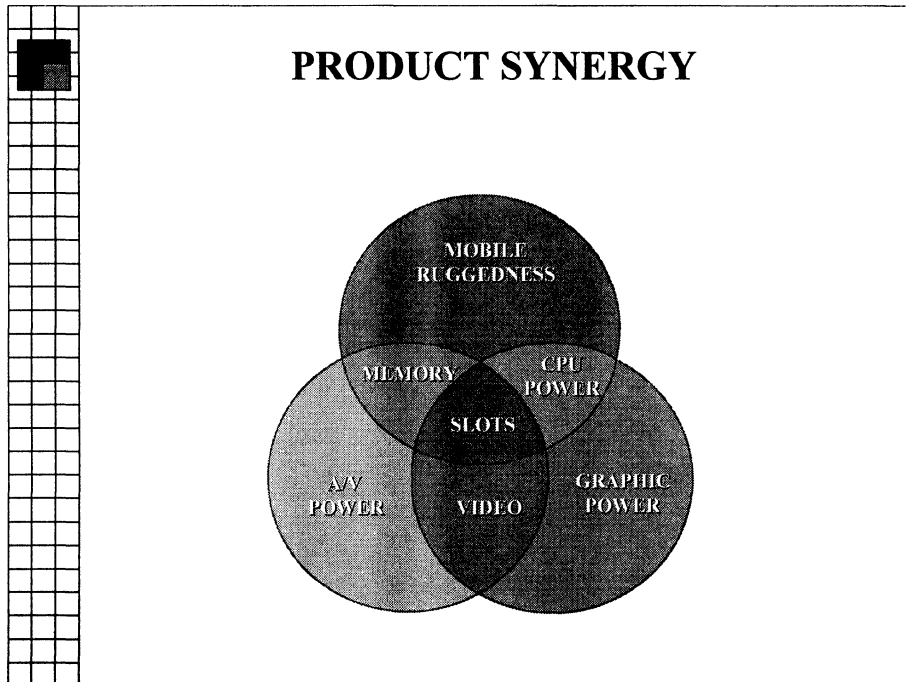 PRODUCT SYNERGY
MOBILE
RUGGEDNESS
MEMORY
CPU
POWER
SLOTS
A/V
POWER
VIDEO
GRAPHIC
POWER